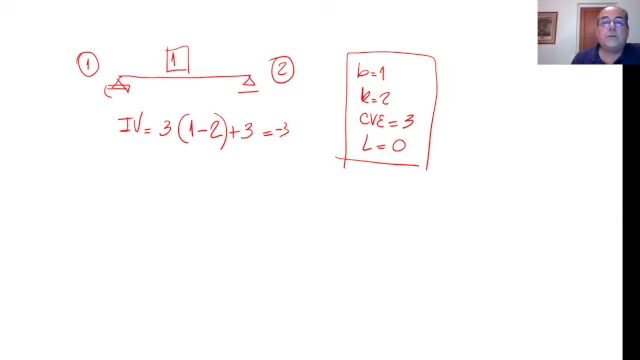 1
1
2
IV = 3 (1-2) + 3 = -3
b=1
k=2
CVE = 3
L = 0